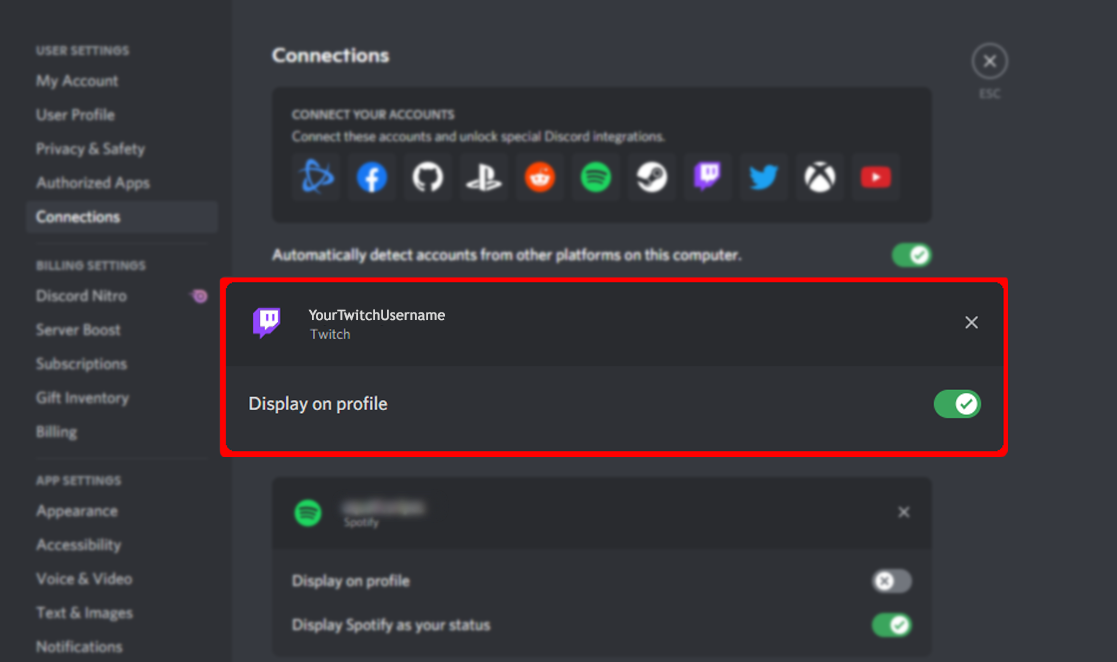 USER SETTINGS
My Account
User Profile
Privacy & Safety
Authorized Apps
Connections
BILLING SETTINGS
Discord Nitro
Server Boost
Subscriptions
Gift Inventory
Billing
APP SETTINGS
Appearance
Accessibility
Voice & Video
Text & Images
Notifications
Connections
ESC
CONNECT YOUR ACCOUNTS
Connect these accounts and unlock special Discord integrations.
Automatically detect accounts from other platforms on this computer.
YourTwitchUsername
Twitch
Display on profile
Spotify
Display on profile
Display Spotify as your status